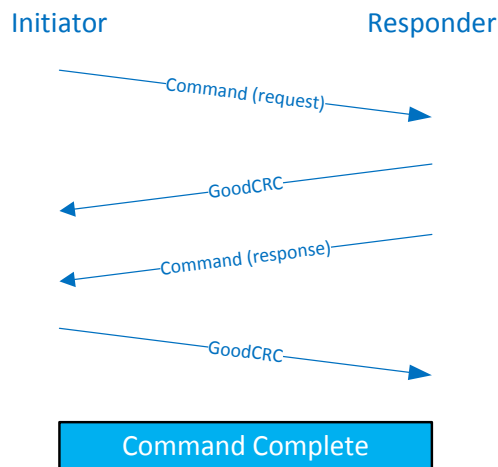 Initiator
Responder
Command (request)
GoodCRC
Command (response)
GoodCRC
Command Complete